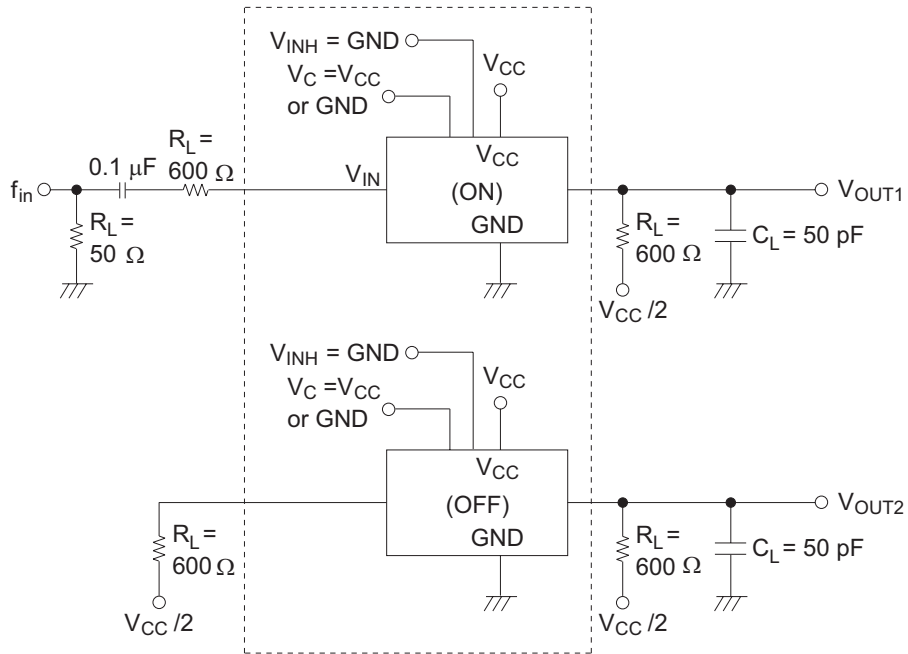 V_INH = GND
V_C =V_CC
or GND
V_CC
R_L =
600 Ω
0.1 μF
f_in
V_IN
V_CC
(ON)
GND
V_OUT1
R_L =
50 Ω
R_L =
600 Ω
C_L = 50 pF
V_CC /2
V_INH = GND
V_C =V_CC
or GND
V_CC
V_CC
(OFF)
GND
V_OUT2
R_L =
600 Ω
V_CC /2
R_L =
600 Ω
C_L = 50 pF
V_CC /2